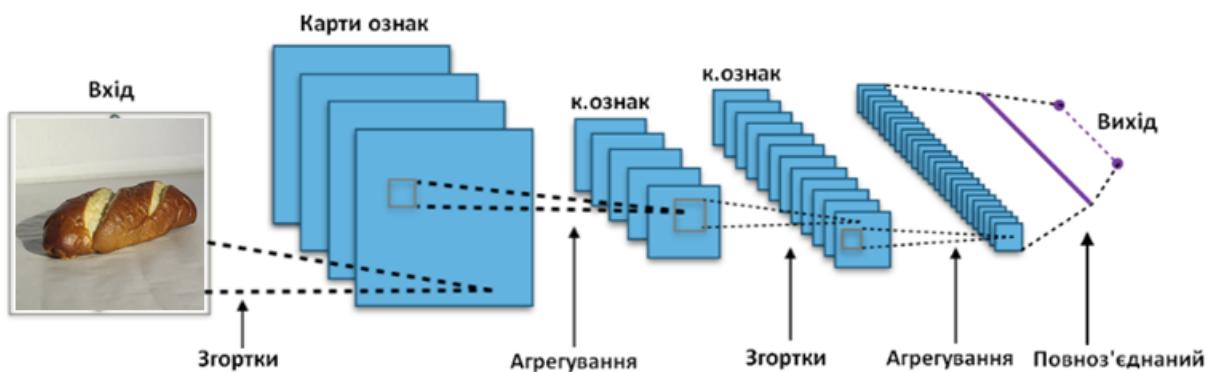 Карти ознак
Вхід
к.ознак
к.ознак
Вихід
Згортки
Агрегування
Згортки
Агрегування
Повноз'єднаний